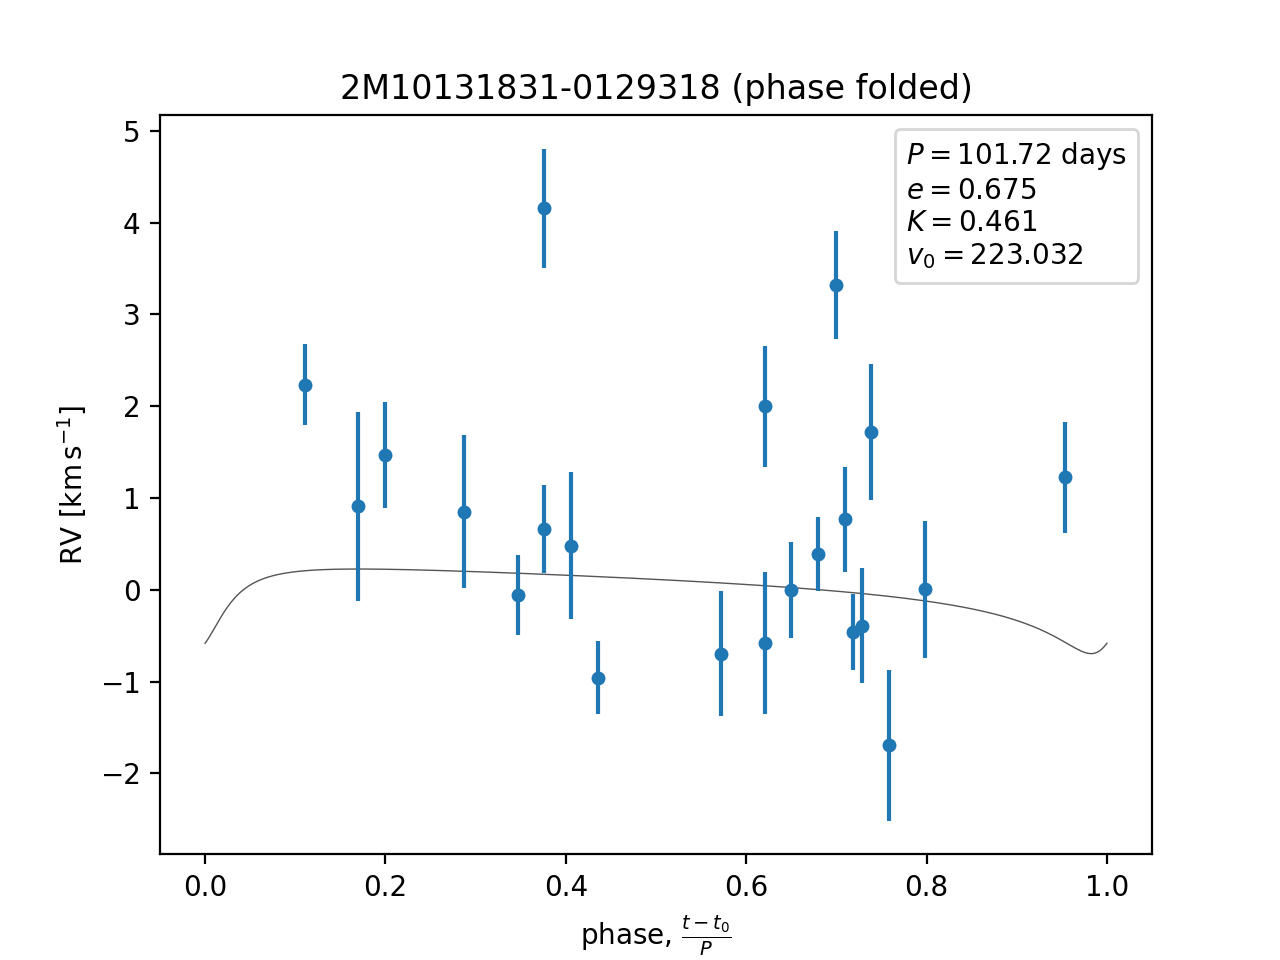 2M10131831-0129318 (phase folded)
P = 101.72 days
e = 0.675
K = 0.461
v₀ = 223.032
5
4
3
2
1
0
−1
−2
RV [km s⁻¹]
0.0 0.2 0.4 0.6 0.8 1.0
phase, (t − t₀)/P